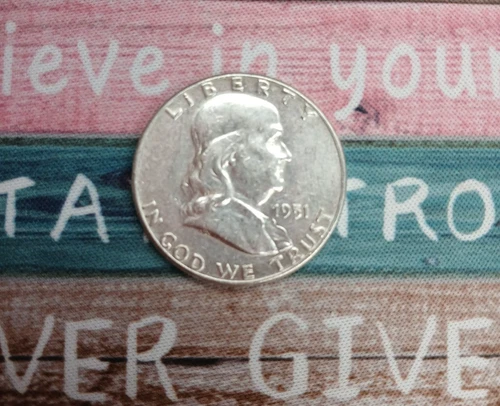 ieve in your
LIBERTY
1951
TA TRO
IN GOD WE TRUST
VER GIVE